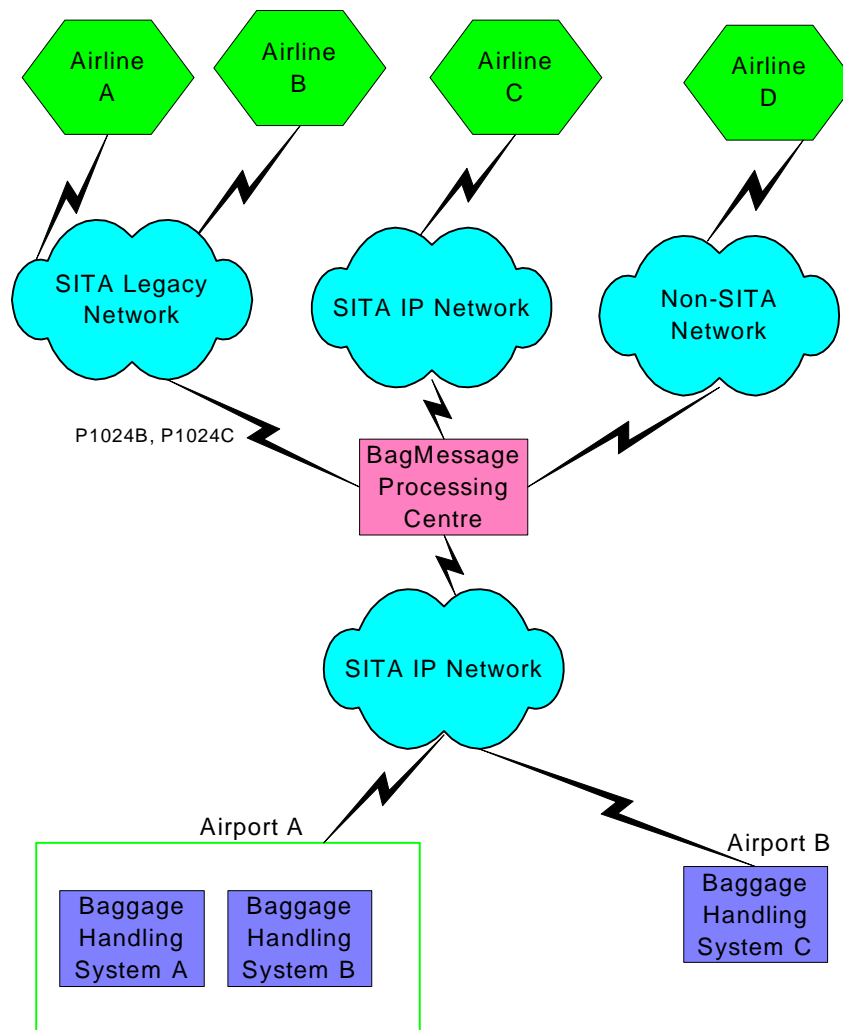 Airline
A
Airline
B
Airline
C
Airline
D
SITA Legacy
Network
SITA IP Network
Non-SITA
Network
P1024B, P1024C
BagMessage
Processing
Centre
SITA IP Network
Airport A
Airport B
Baggage
Handling
System A
Baggage
Handling
System B
Baggage
Handling
System C